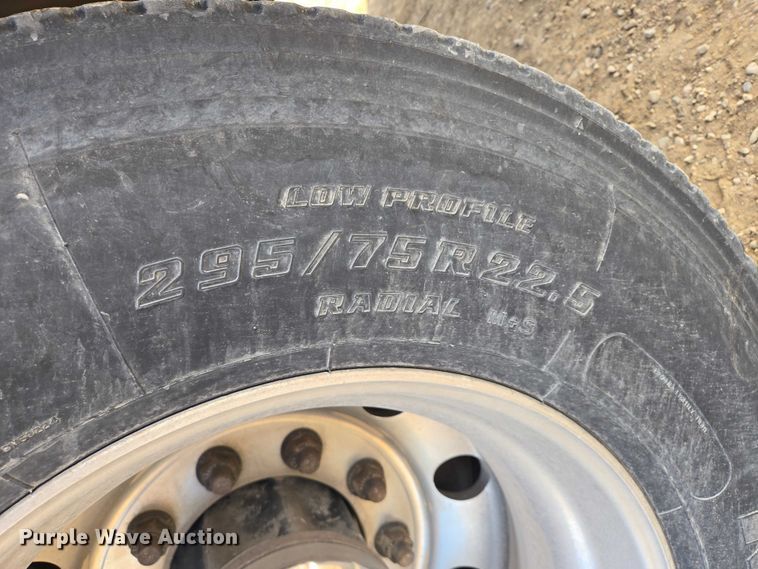 LOW PROFILE
295/75R22.5
RADIAL M+S
Purple Wave Auction